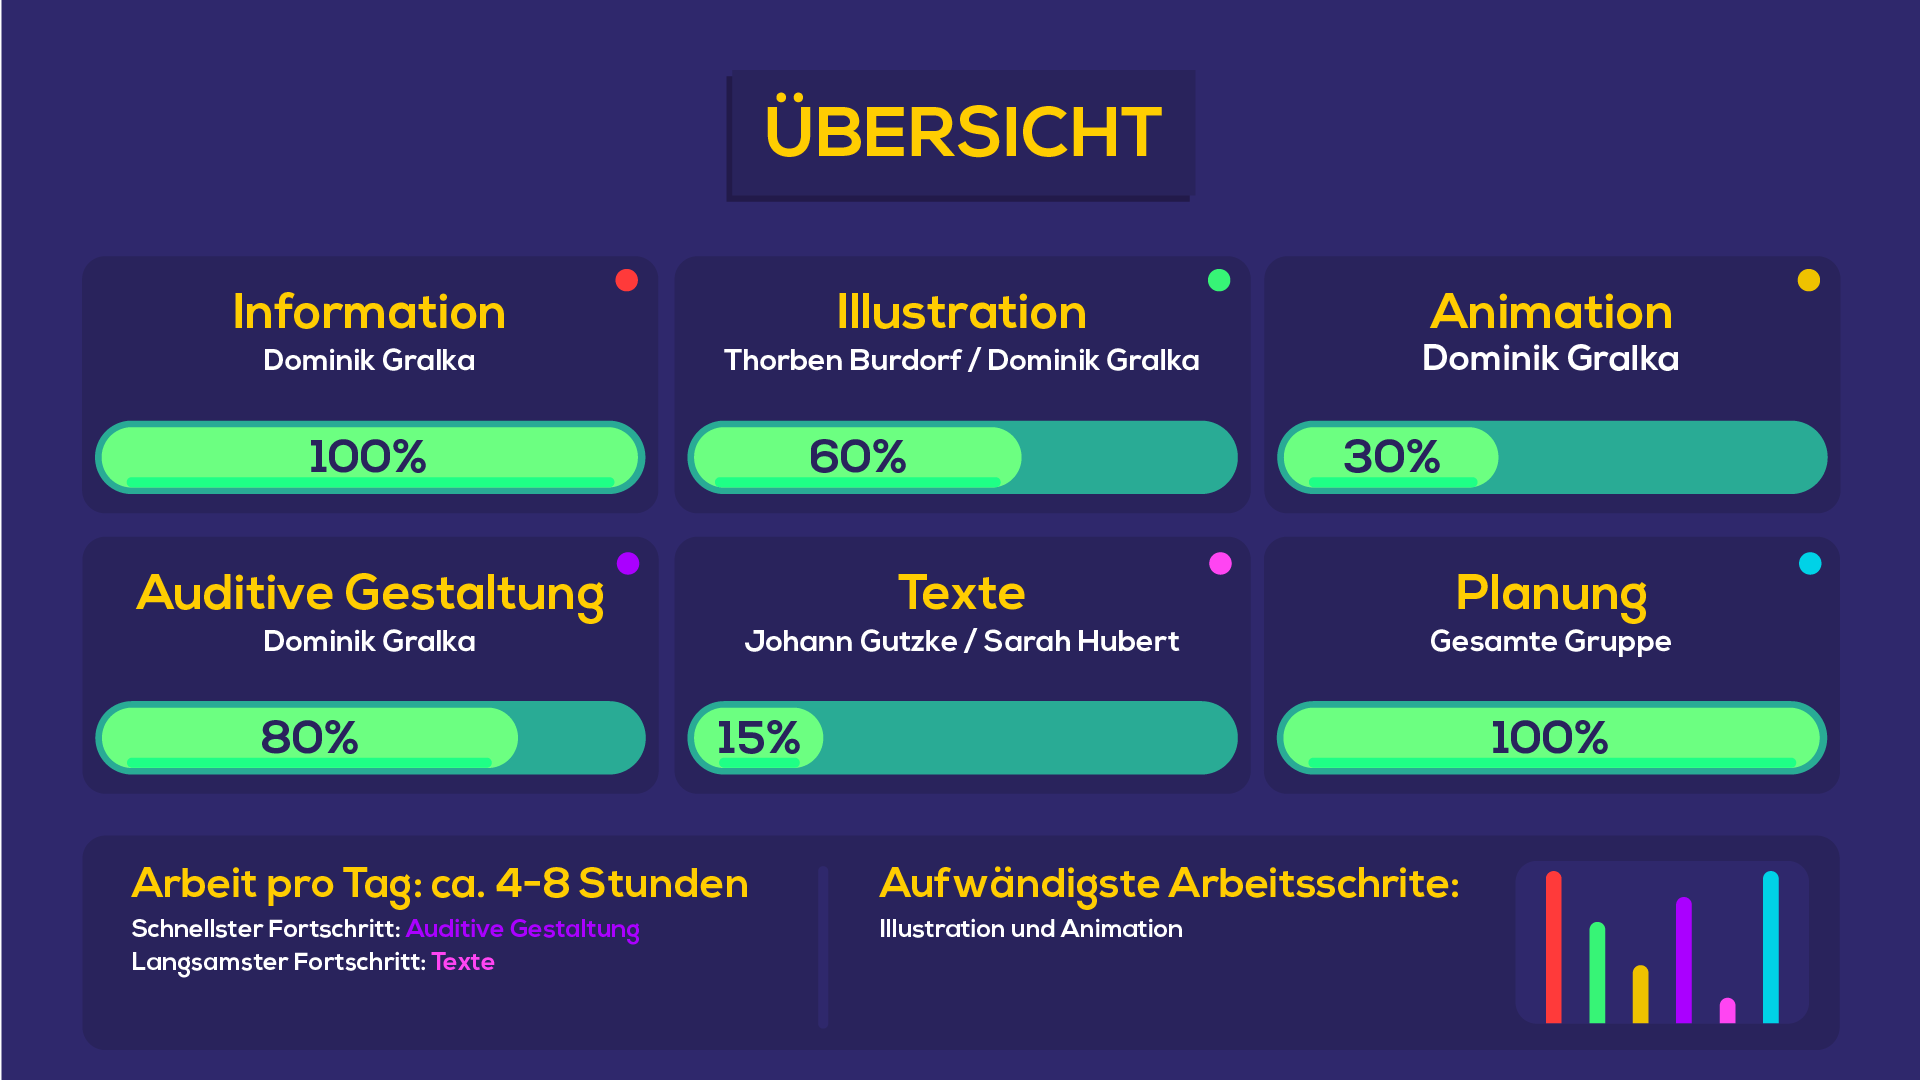 ÜBERSICHT
Information
Dominik Gralka
100%
Illustration
Thorben Burdorf / Dominik Gralka
60%
Animation
Dominik Gralka
30%
Auditive Gestaltung
Dominik Gralka
80%
Texte
Johann Gutzke / Sarah Hubert
15%
Planung
Gesamte Gruppe
100%
Arbeit pro Tag: ca. 4-8 Stunden
Schnellster Fortschritt: Auditive Gestaltung
Langsamster Fortschritt: Texte
Aufwändigste Arbeitsschrite:
Illustration und Animation